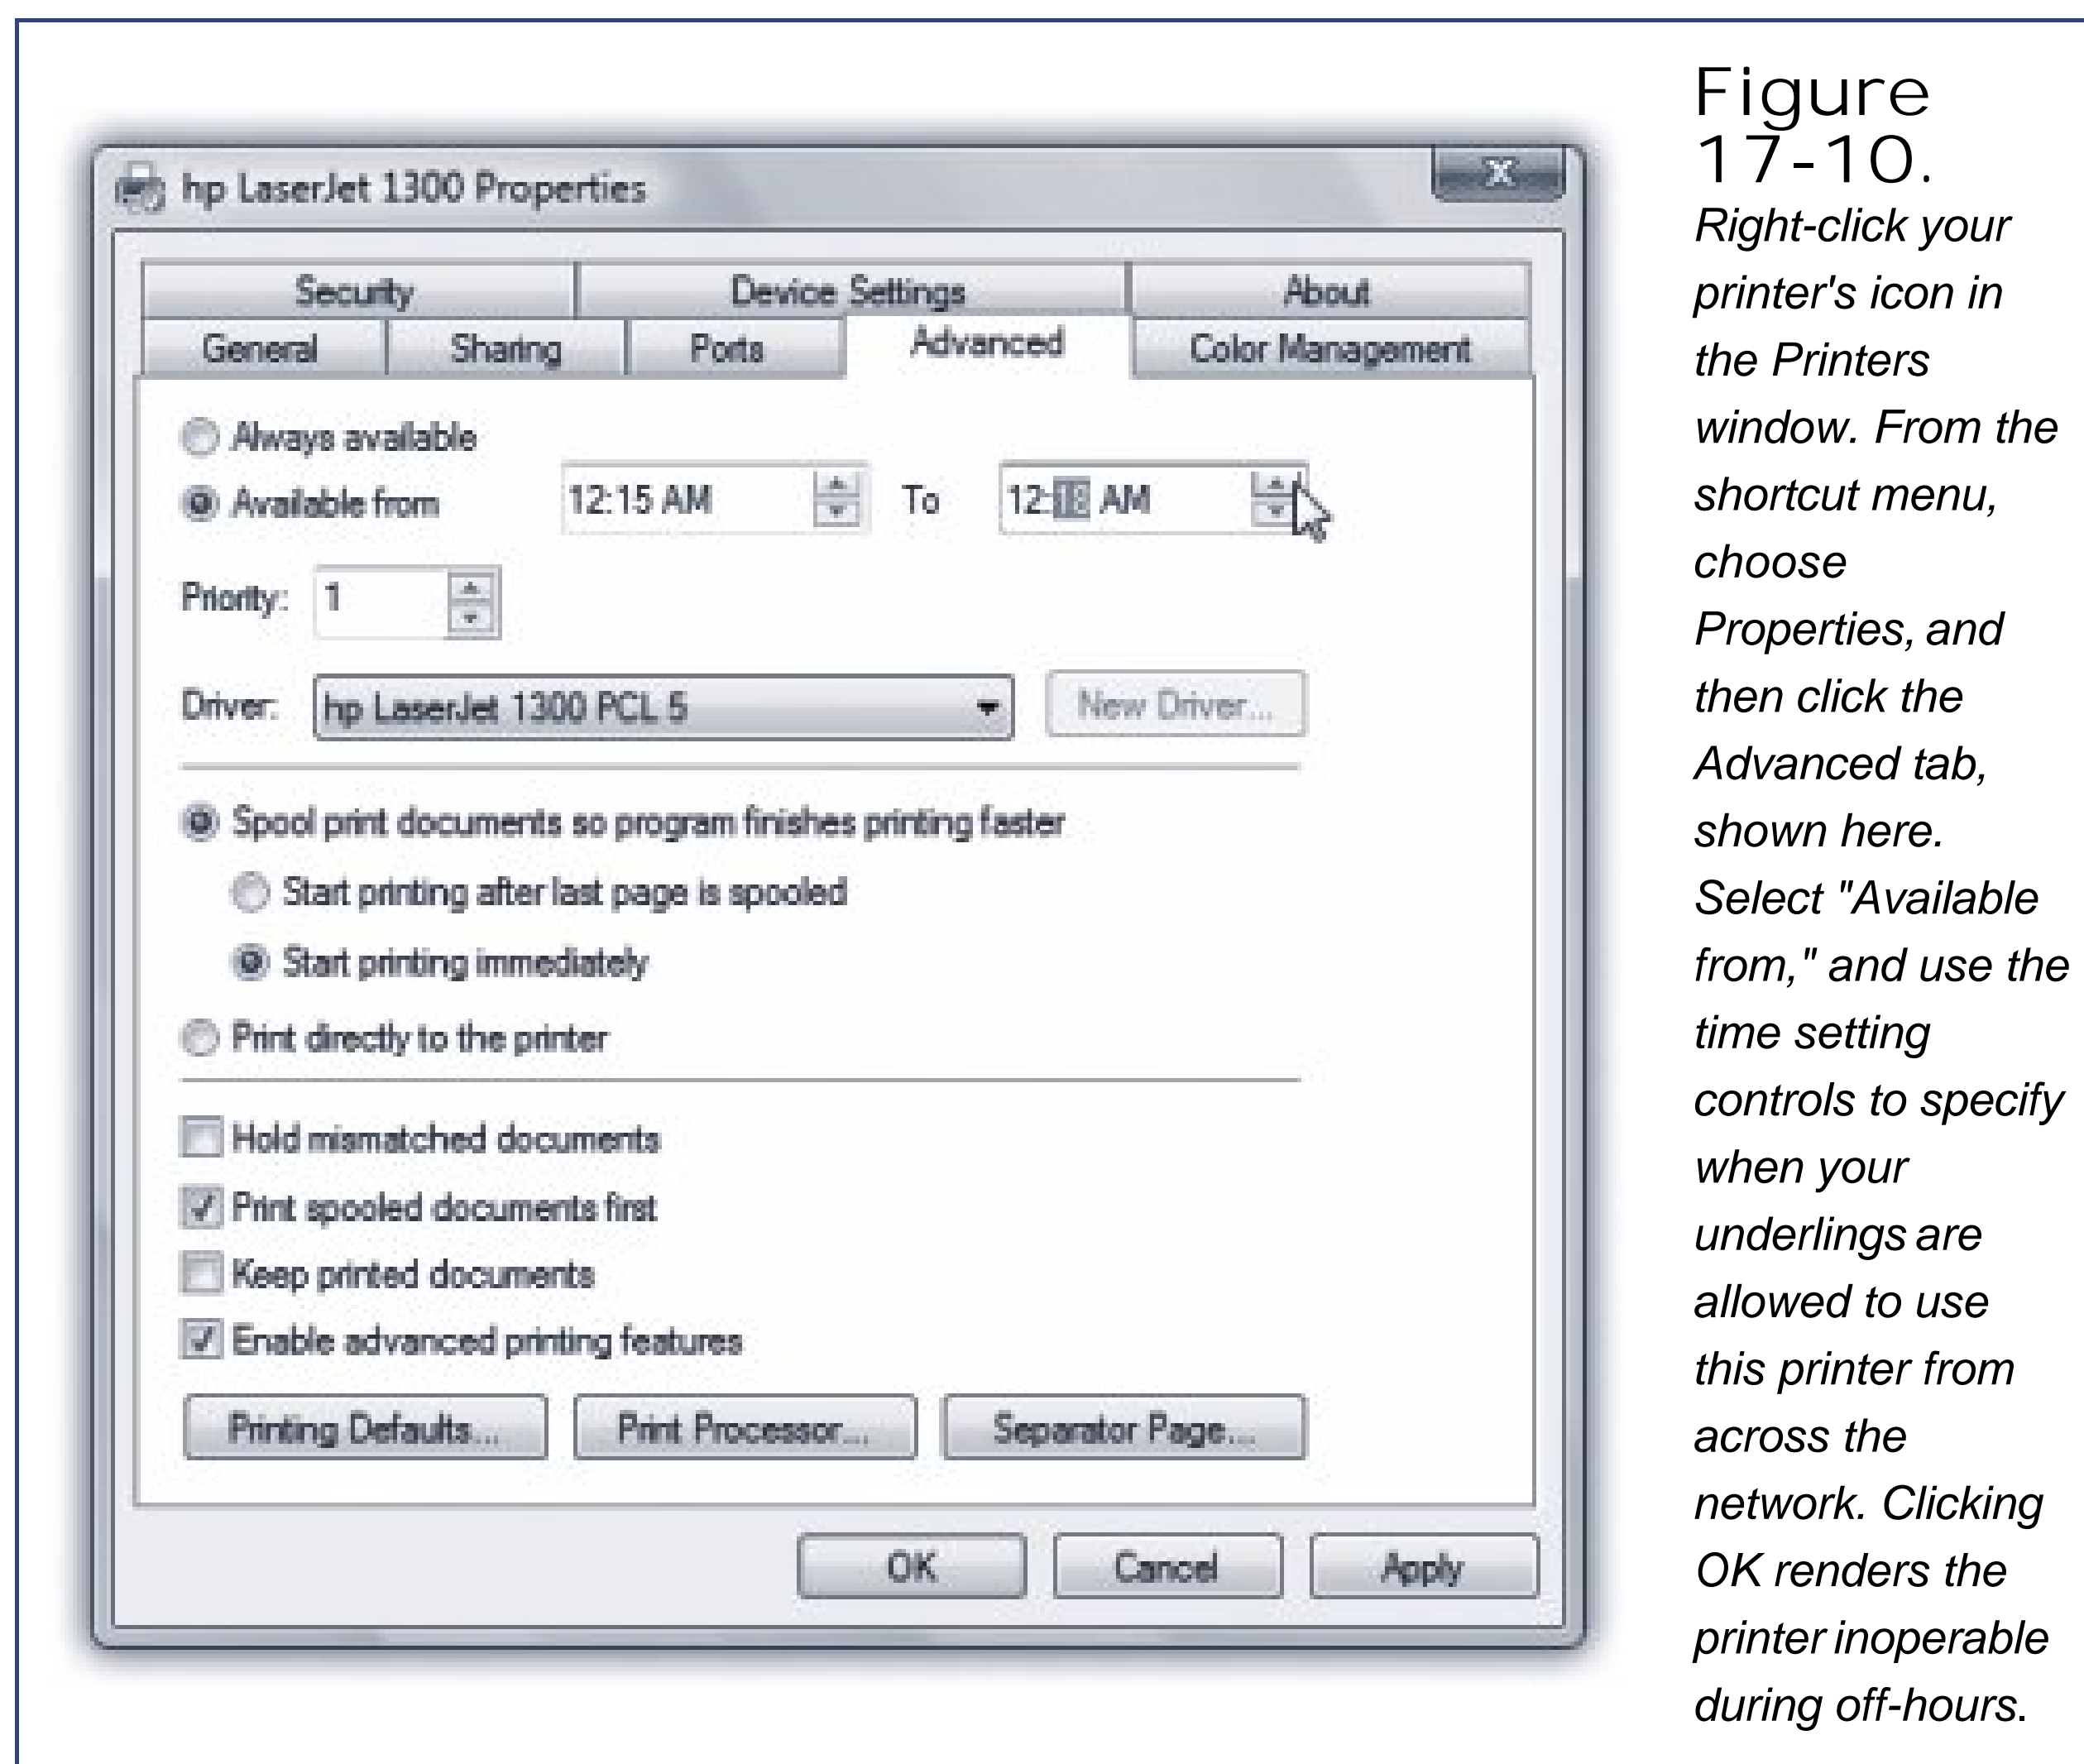 hp LaserJet 1300 Properties
Security Device Settings About
General Sharing Ports Advanced Color Management
Always available
Available from 12:15 AM To 12: AM
Priority: 1
Driver: hp LaserJet 1300 PCL 5 New Driver...
Spool print documents so program finishes printing faster
Start printing after last page is spooled
Start printing immediately
Print directly to the printer
Hold mismatched documents
Print spooled documents first
Keep printed documents
Enable advanced printing features
Printing Defaults... Print Processor... Separator Page...
OK Cancel Apply
Figure
17-10.
Right-click your
printer's icon in
the Printers
window. From the
shortcut menu,
choose
Properties, and
then click the
Advanced tab,
shown here.
Select "Available
from," and use the
time setting
controls to specify
when your
underlings are
allowed to use
this printer from
across the
network. Clicking
OK renders the
printer inoperable
during off-hours.